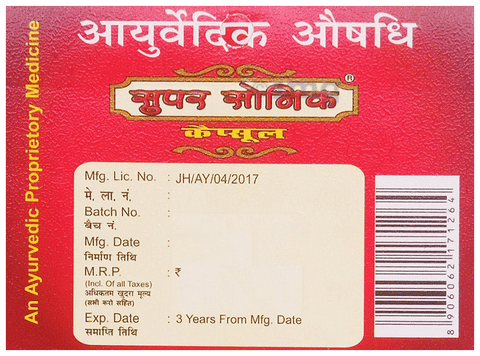 आयुर्वेदिक औषधि
An Ayurvedic Proprietory Medicine
सुपर सोनिक®
कैप्सूल
Mfg. Lic. No. : JH/AY/04/2017
मे. ला. नं. :
Batch No. :
बैच नं.
Mfg. Date :
निर्माण तिथि
M.R.P. : ₹
(Incl. Of all Taxes)
अधिकतम खुदरा मूल्य
(सभी करों सहित)
Exp. Date : 3 Years From Mfg. Date
समाप्ति तिथि
8906062171264